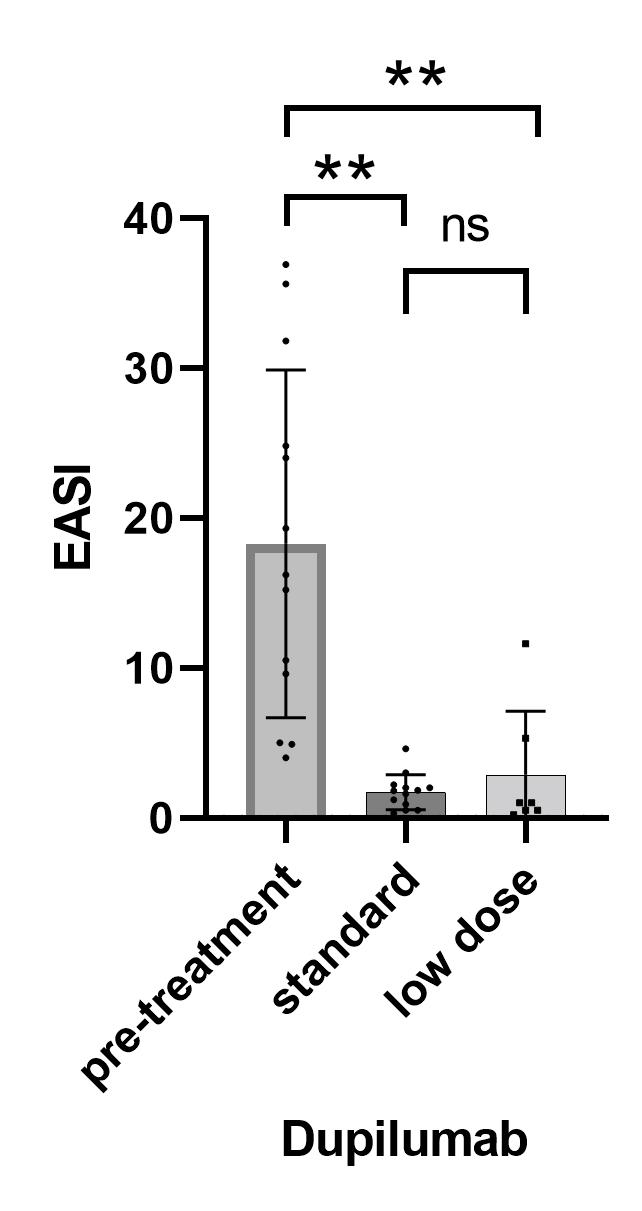 **
**
ns
40
30
20
10
0
EASI
pre-treatment
standard
low dose
Dupilumab